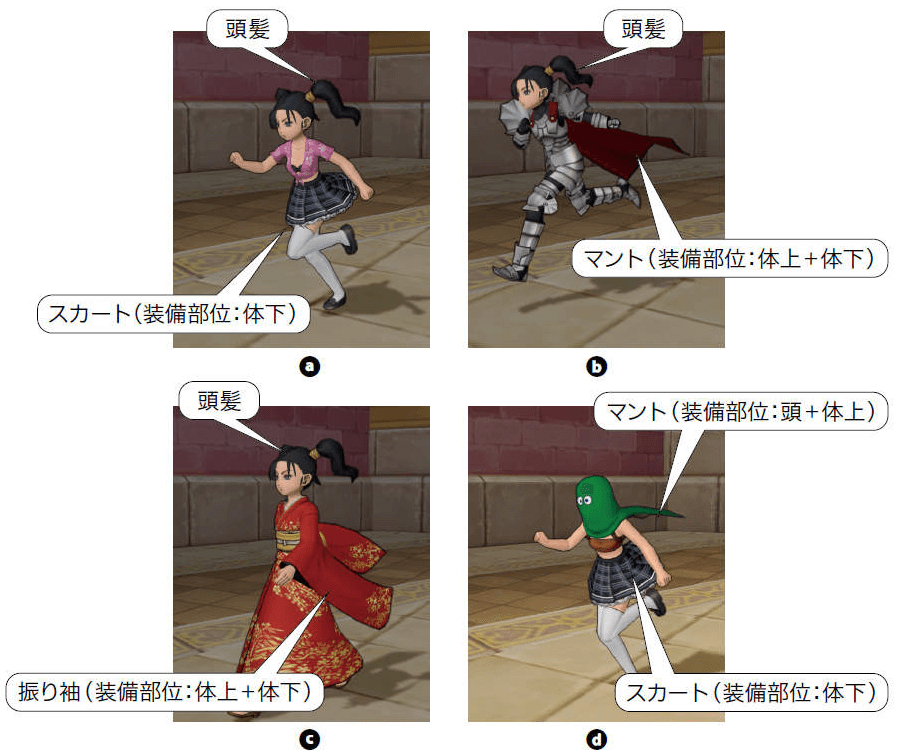 頭髪
頭髪
マント（装備部位：体上＋体下）
スカート（装備部位：体下）
a
b
頭髪
マント（装備部位：頭＋体上）
振り袖（装備部位：体上＋体下）
スカート（装備部位：体下）
c
d